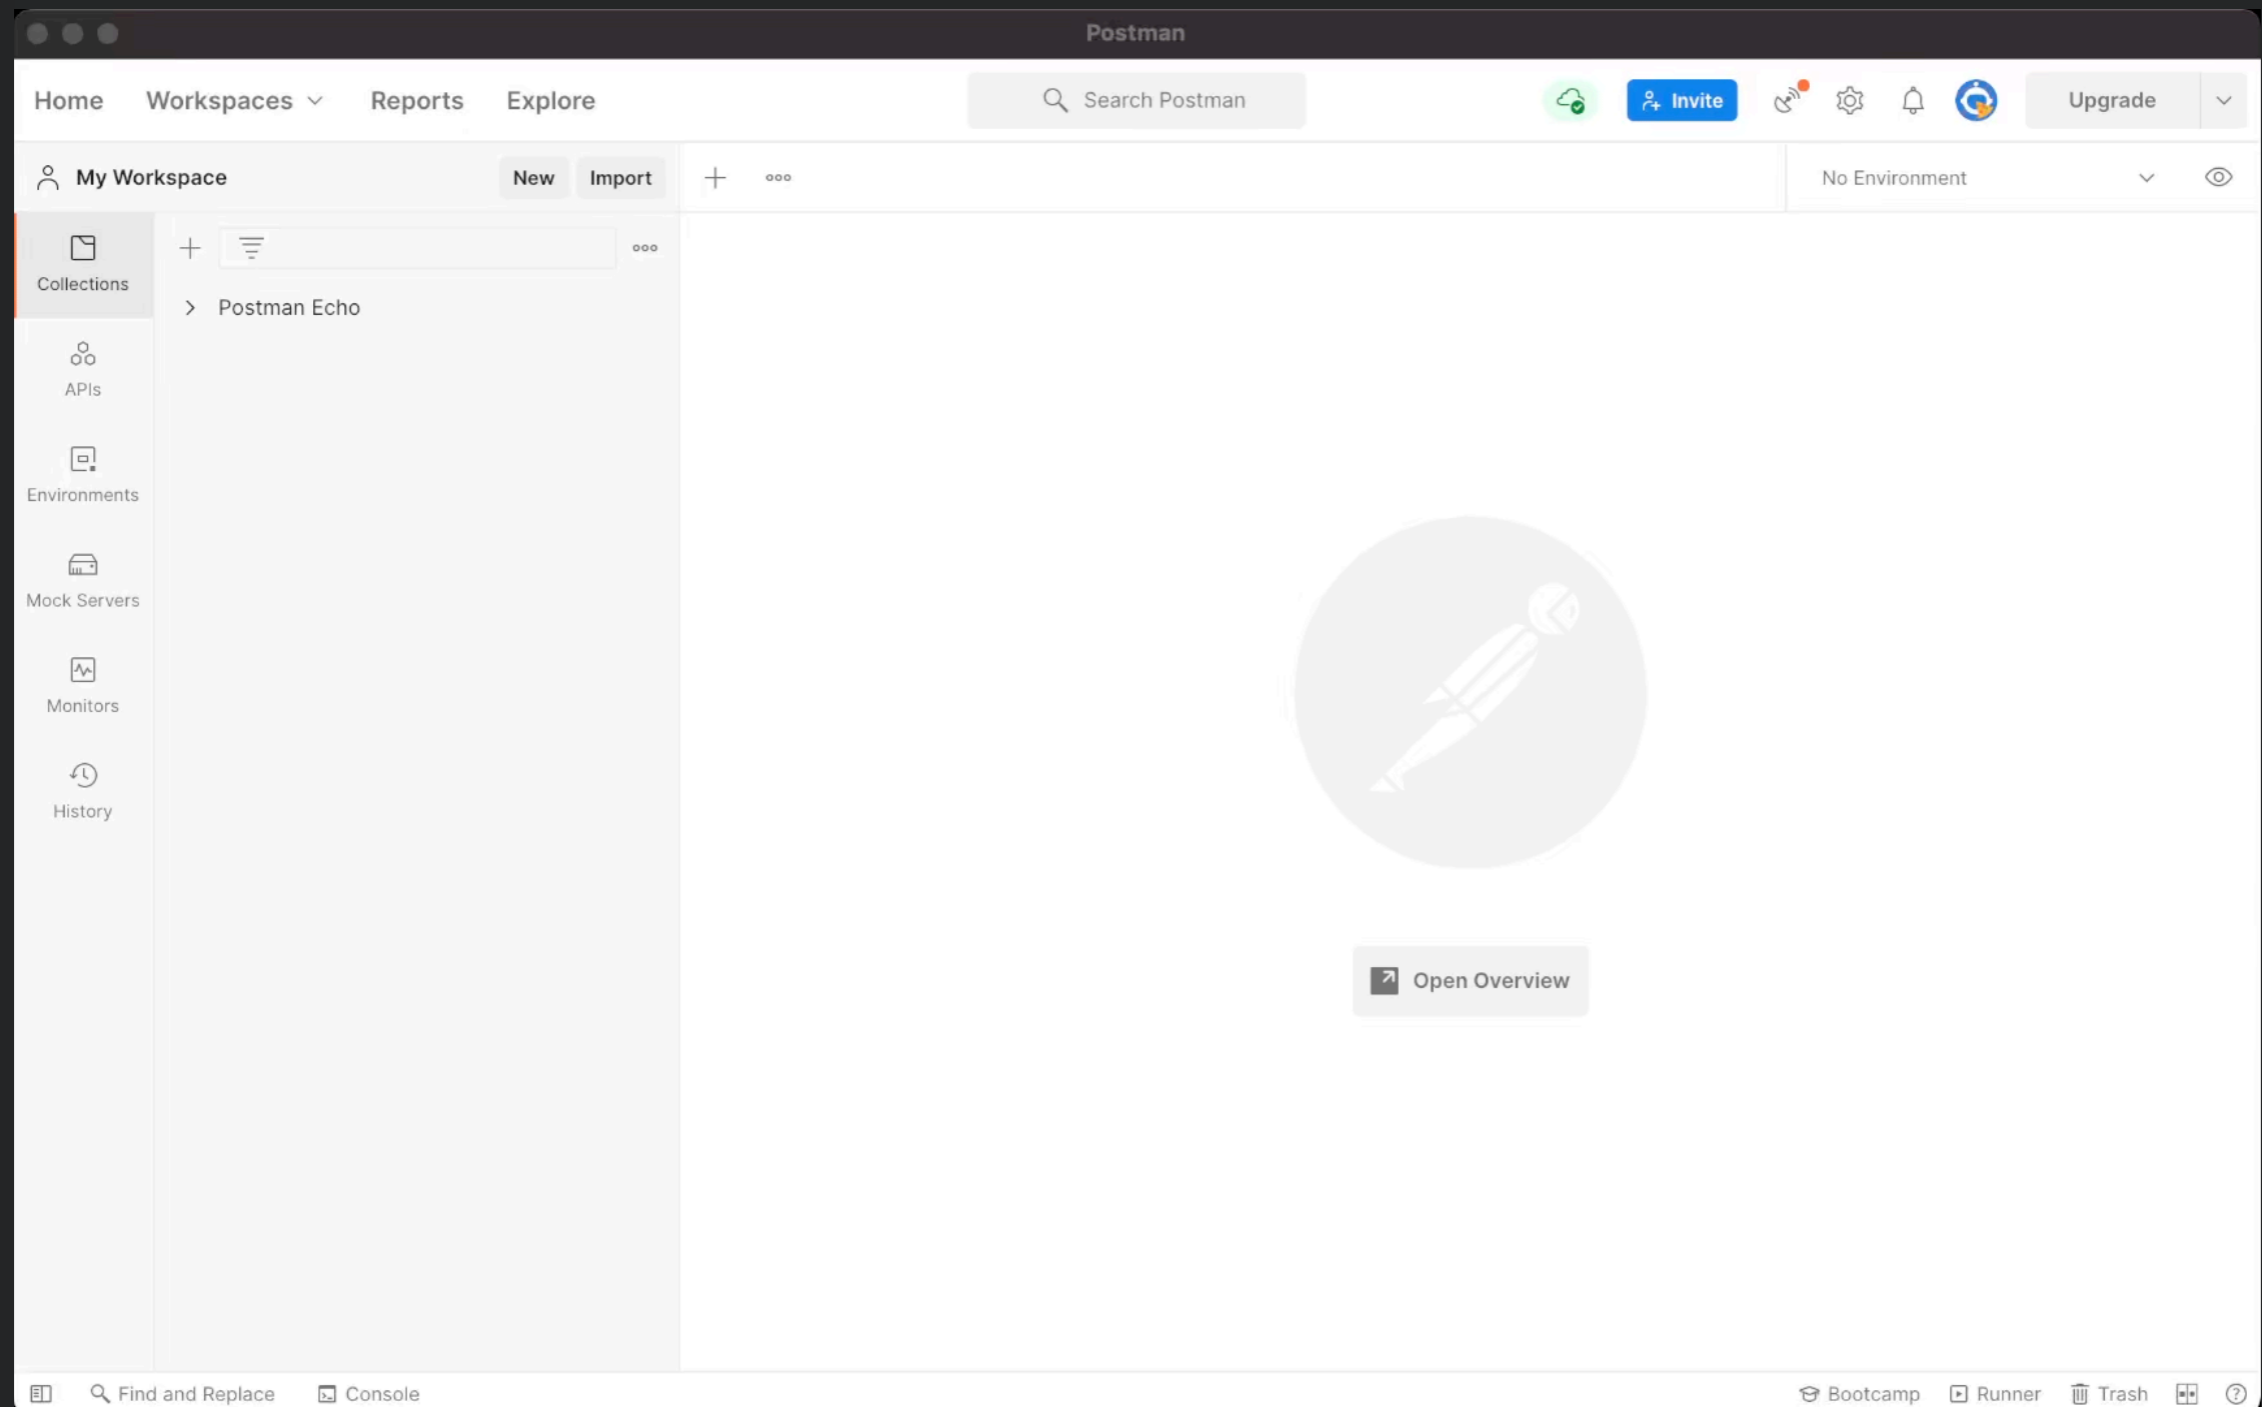 Postman
Home Workspaces Reports Explore Search Postman Invite Upgrade
My Workspace New Import No Environment
Collections
Postman Echo
APIs
Environments
Mock Servers
Monitors
History
Open Overview
Find and Replace Console Bootcamp Runner Trash